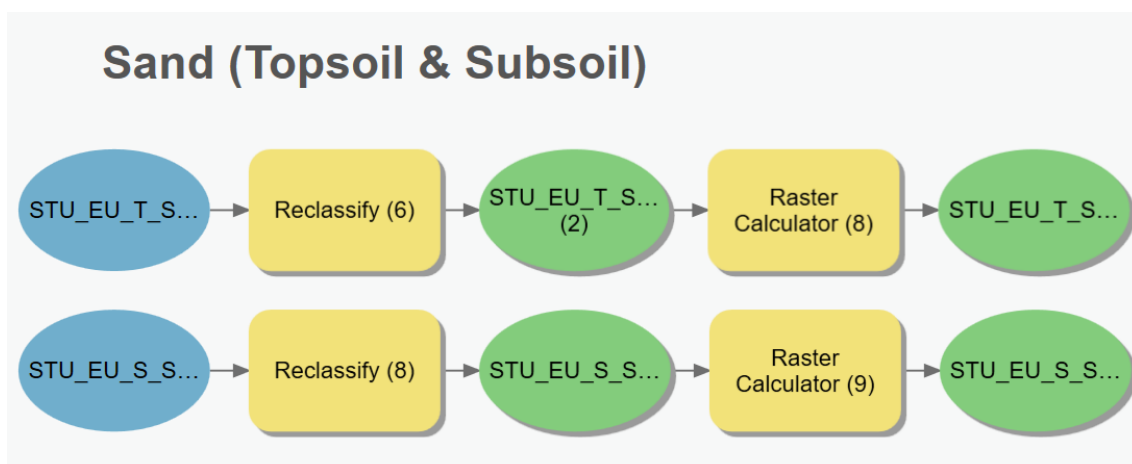 Sand (Topsoil & Subsoil)
STU_EU_T_S...
Reclassify (6)
STU_EU_T_S...
(2)
Raster
Calculator (8)
STU_EU_T_S...
STU_EU_S_S...
Reclassify (8)
STU_EU_S_S...
Raster
Calculator (9)
STU_EU_S_S...